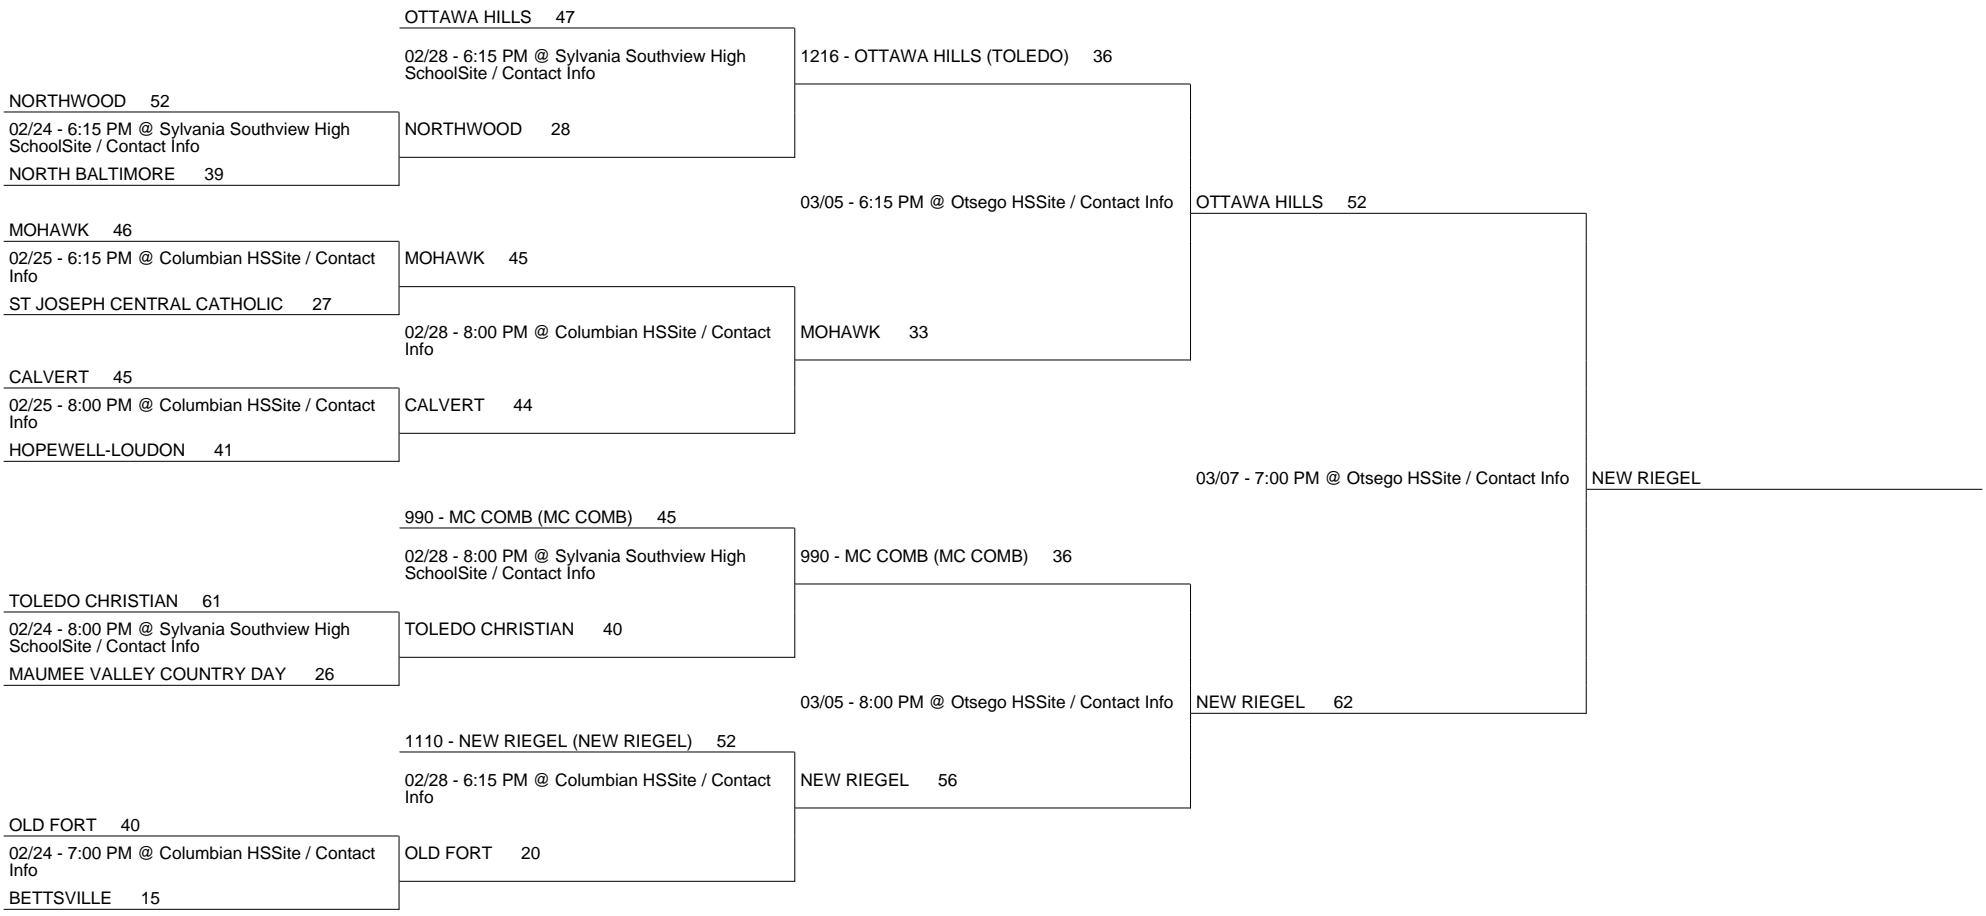 OTTAWA HILLS 47
02/28 - 6:15 PM @ Sylvania Southview High
SchoolSite / Contact Info
1216 - OTTAWA HILLS (TOLEDO) 36
NORTHWOOD 52
02/24 - 6:15 PM @ Sylvania Southview High
SchoolSite / Contact Info
NORTHWOOD 28
NORTH BALTIMORE 39
03/05 - 6:15 PM @ Otsego HSSite / Contact Info
OTTAWA HILLS 52
MOHAWK 46
02/25 - 6:15 PM @ Columbian HSSite / Contact
Info
MOHAWK 45
ST JOSEPH CENTRAL CATHOLIC 27
02/28 - 8:00 PM @ Columbian HSSite / Contact
Info
MOHAWK 33
CALVERT 45
02/25 - 8:00 PM @ Columbian HSSite / Contact
Info
CALVERT 44
HOPEWELL-LOUDON 41
03/07 - 7:00 PM @ Otsego HSSite / Contact Info
NEW RIEGEL
990 - MC COMB (MC COMB) 45
02/28 - 8:00 PM @ Sylvania Southview High
SchoolSite / Contact Info
990 - MC COMB (MC COMB) 36
TOLEDO CHRISTIAN 61
02/24 - 8:00 PM @ Sylvania Southview High
SchoolSite / Contact Info
TOLEDO CHRISTIAN 40
MAUMEE VALLEY COUNTRY DAY 26
03/05 - 8:00 PM @ Otsego HSSite / Contact Info
NEW RIEGEL 62
1110 - NEW RIEGEL (NEW RIEGEL) 52
02/28 - 6:15 PM @ Columbian HSSite / Contact
Info
NEW RIEGEL 56
OLD FORT 40
02/24 - 7:00 PM @ Columbian HSSite / Contact
Info
OLD FORT 20
BETTSVILLE 15